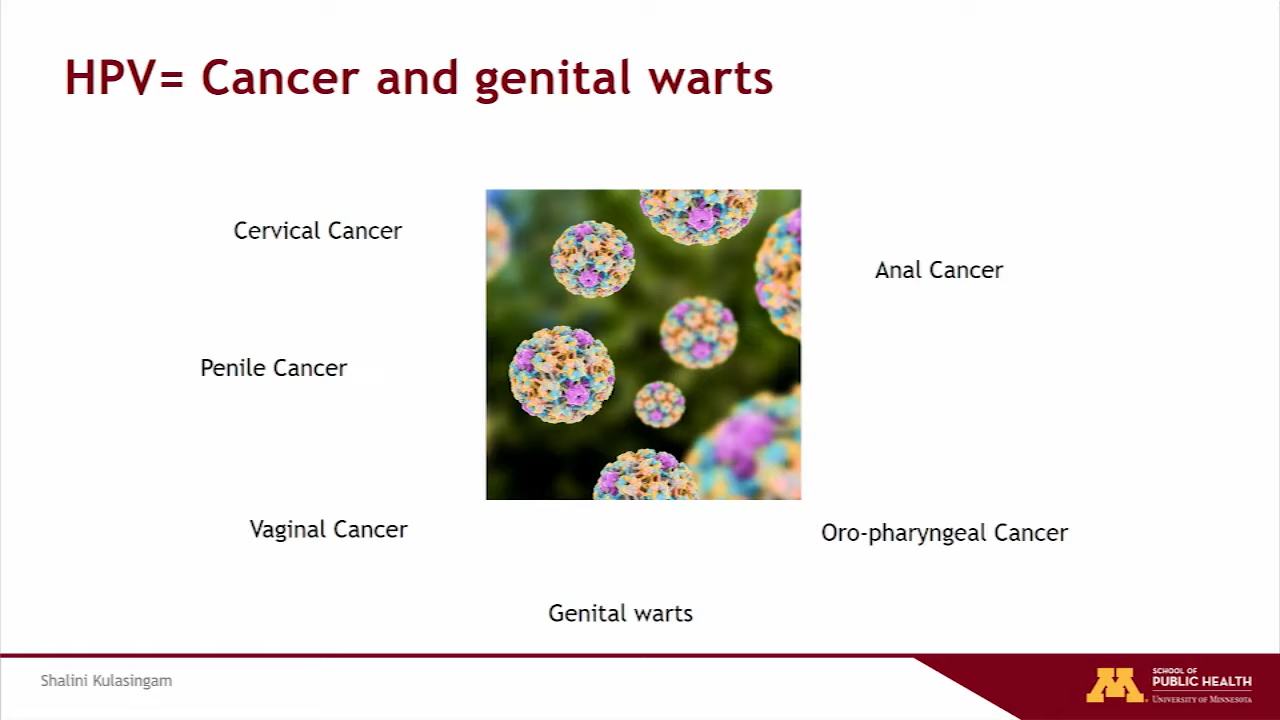 HPV= Cancer and genital warts
Cervical Cancer
Anal Cancer
Penile Cancer
Vaginal Cancer
Oro-pharyngeal Cancer
Genital warts
Shalini Kulasingam
M
SCHOOL OF
PUBLIC HEALTH
UNIVERSITY OF MINNESOTA